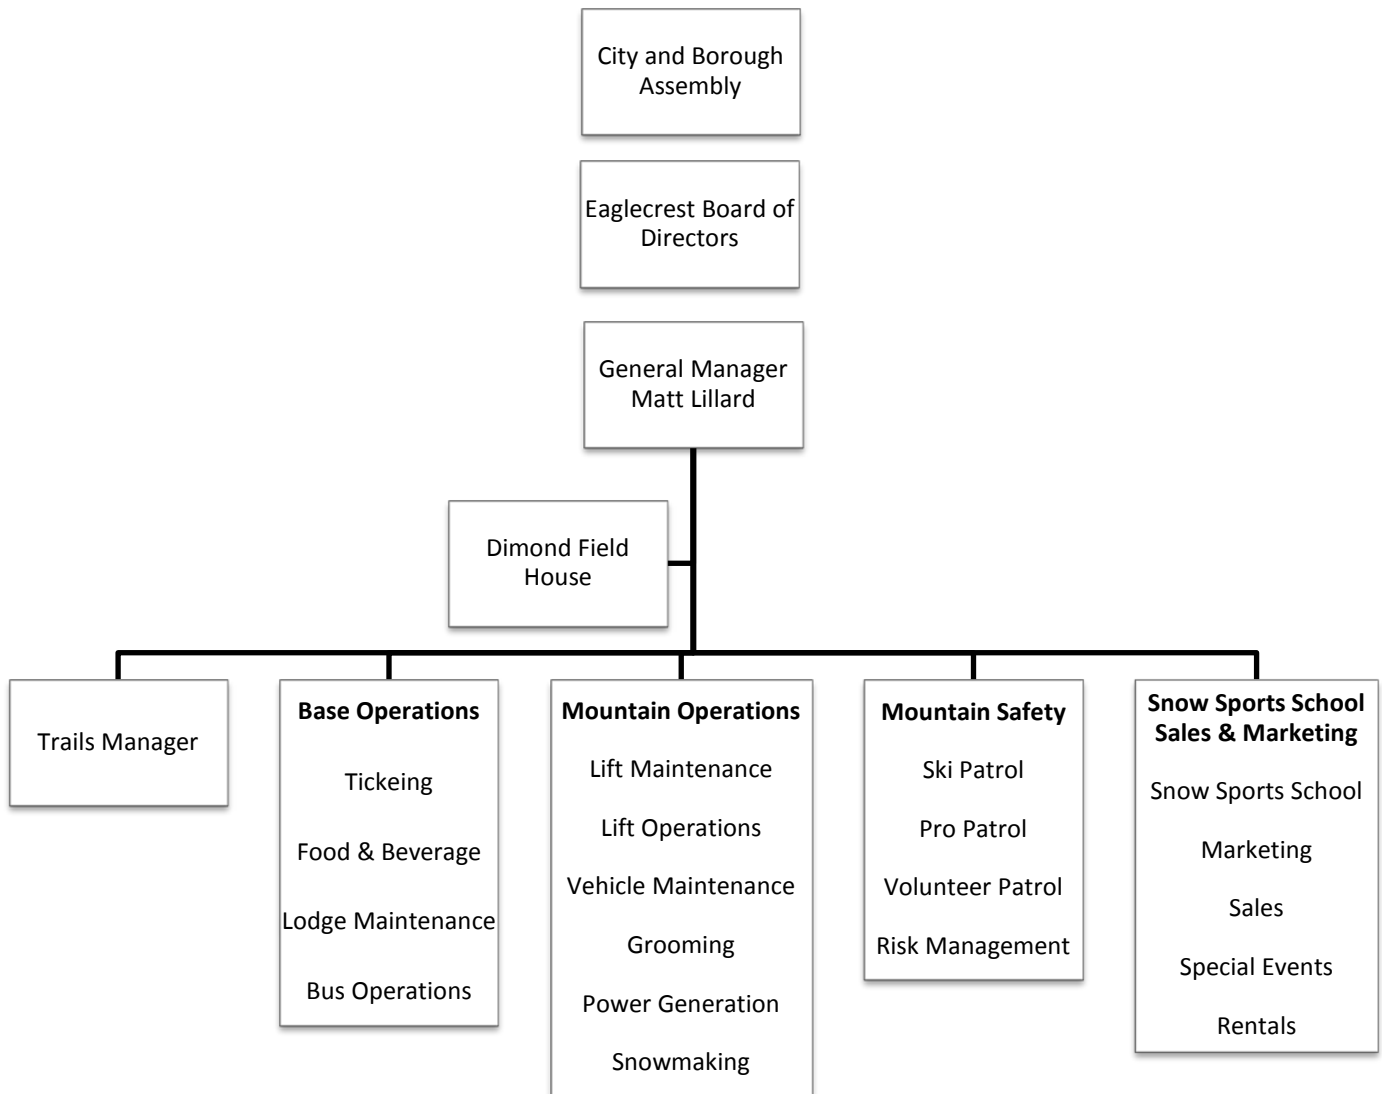 City and Borough
Assembly
Eaglecrest Board of
Directors
General Manager
Matt Lillard
Dimond Field
House
Trails Manager
Base Operations
Tickeing
Food & Beverage
Lodge Maintenance
Bus Operations
Mountain Operations
Lift Maintenance
Lift Operations
Vehicle Maintenance
Grooming
Power Generation
Snowmaking
Mountain Safety
Ski Patrol
Pro Patrol
Volunteer Patrol
Risk Management
Snow Sports School
Sales & Marketing
Snow Sports School
Marketing
Sales
Special Events
Rentals